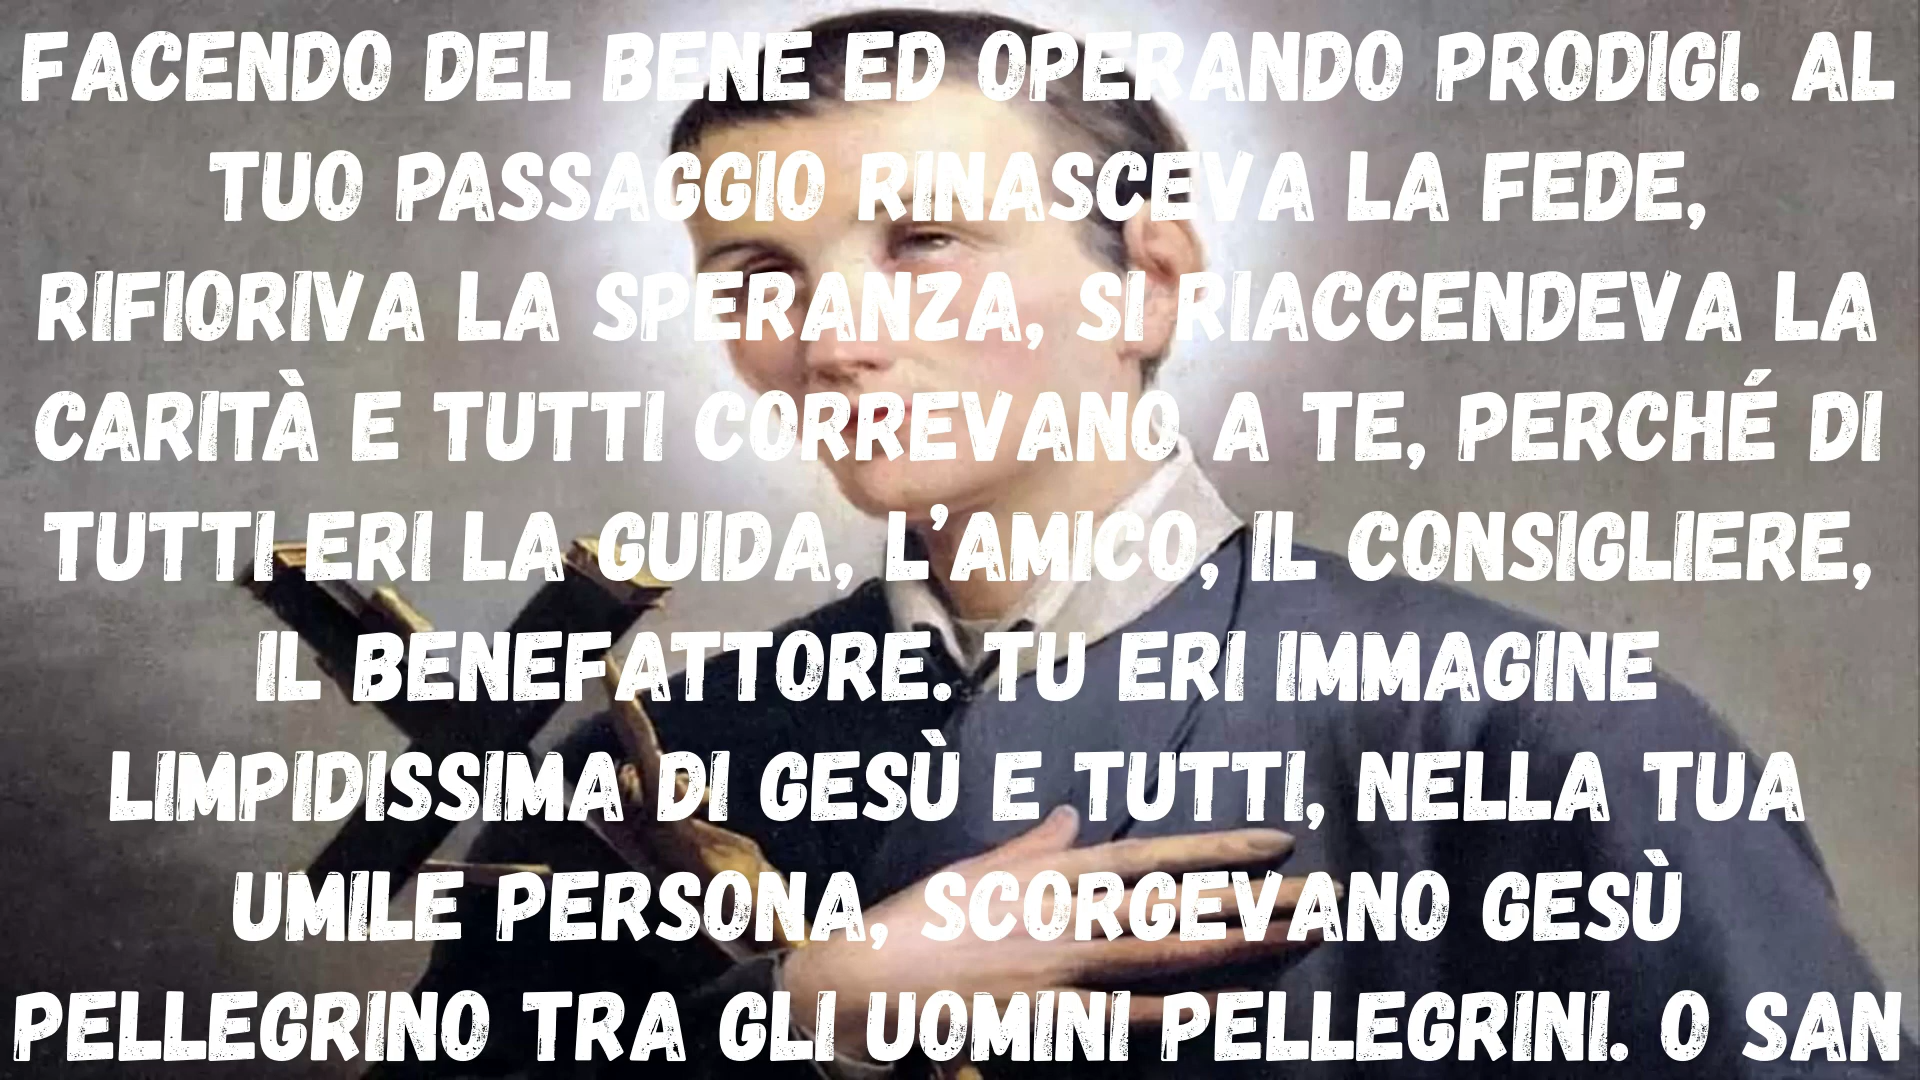 FACENDO DEL BENE ED OPERANDO PRODIGI. AL
TUO PASSAGGIO RINASCEVA LA FEDE,
RIFIORIVA LA SPERANZA, SI RIACCENDEVA LA
CARITÀ E TUTTI CORREVANO A TE, PERCHÉ DI
TUTTI ERI LA GUIDA, L’AMICO, IL CONSIGLIERE,
IL BENEFATTORE. TU ERI IMMAGINE
LIMPIDISSIMA DI GESÙ E TUTTI, NELLA TUA
UMILE PERSONA, SCORGEVANO GESÙ
PELLEGRINO TRA GLI UOMINI PELLEGRINI. O SAN